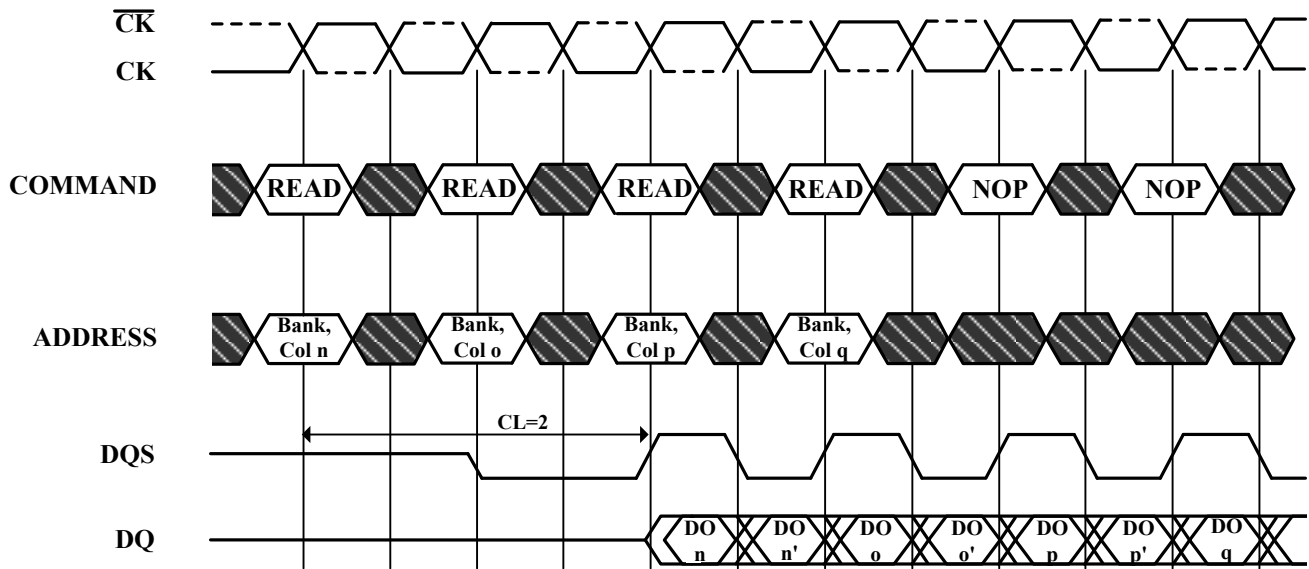 C̅K̅
CK
COMMAND
READ
READ
READ
READ
NOP
NOP
ADDRESS
Bank,
Col n
Bank,
Col o
Bank,
Col p
Bank,
Col q
CL=2
DQS
DQ
DO
n
DO
n'
DO
o
DO
o'
DO
p
DO
p'
DO
q